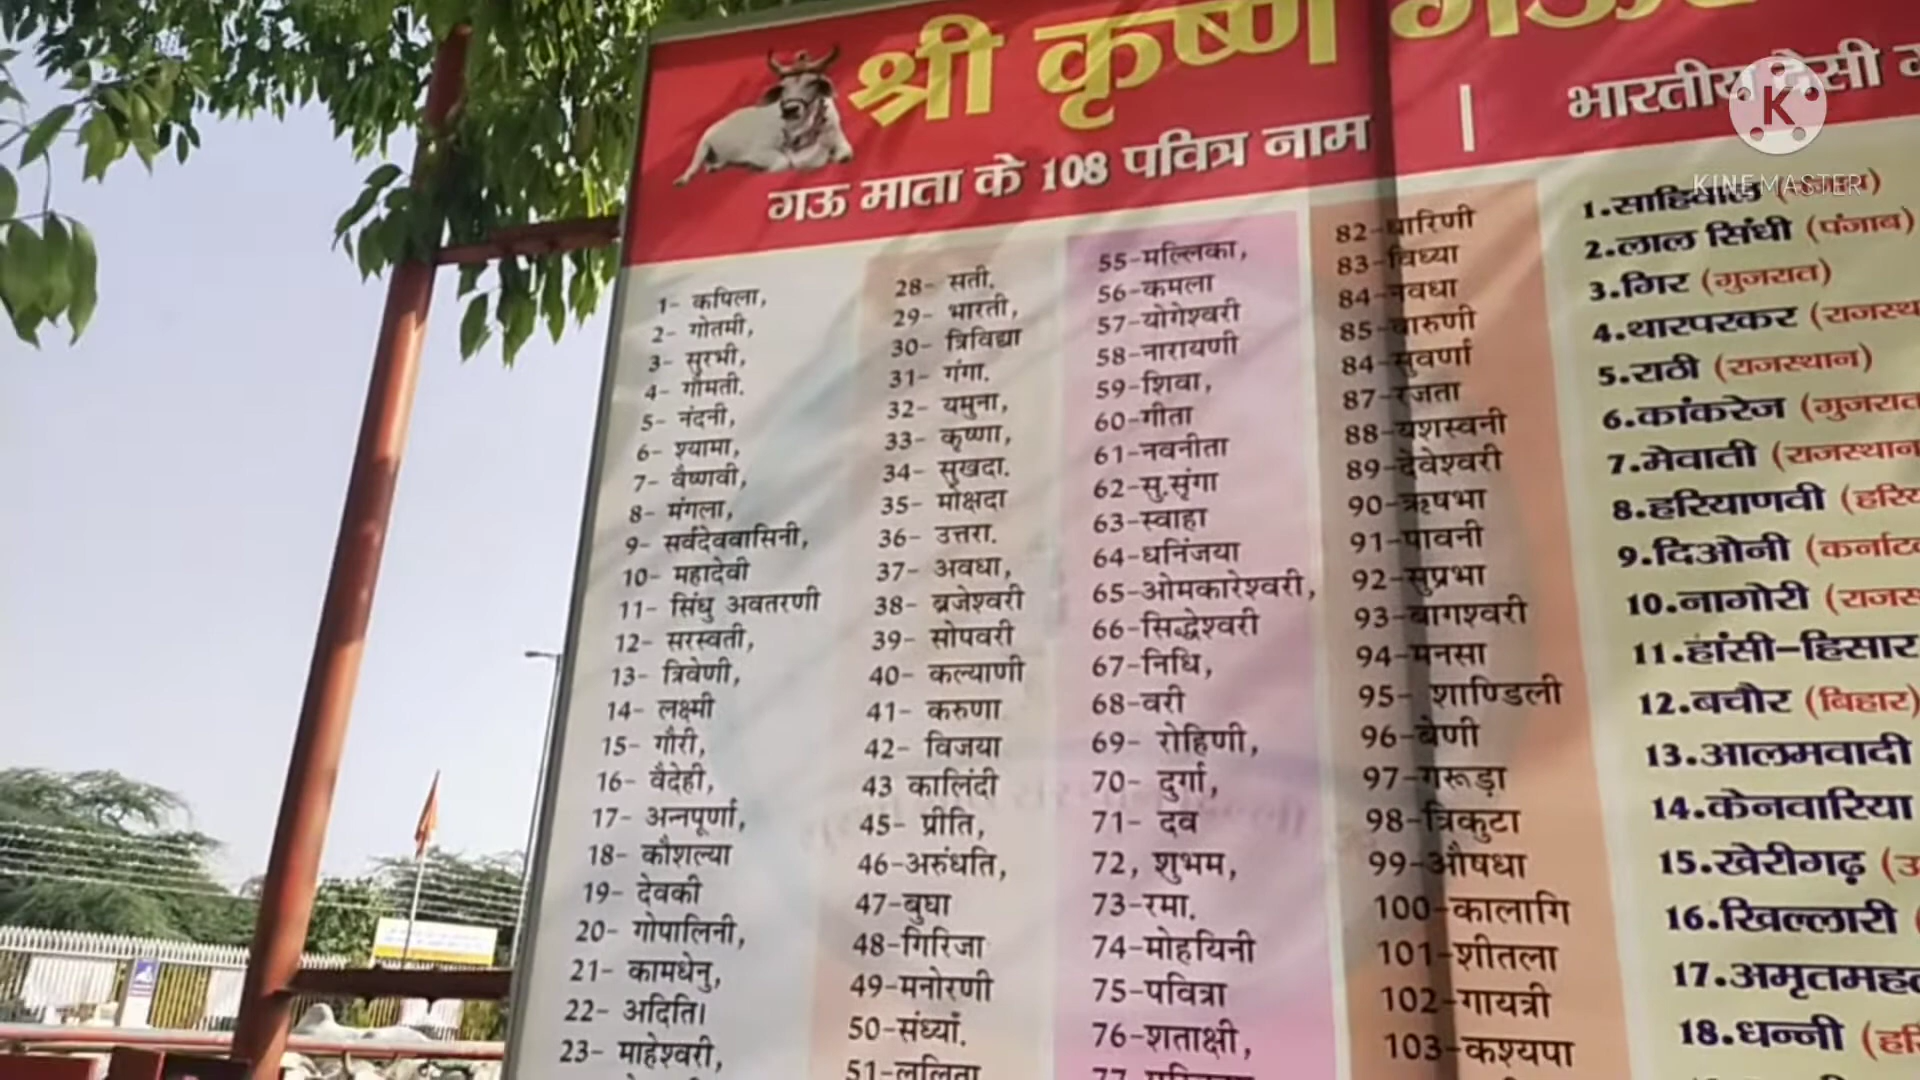 श्री कृष्ण
गऊ माता के 108 पवित्र नाम
1- कपिला,
2- गोतमी,
3- सुरभी,
4- गौमती.
5- नंदनी,
6- श्यामा,
7- वैष्णवी,
8- मंगला,
9- सर्वदेववासिनी,
10- महादेवी
11- सिंधु अवतरणी
12- सरस्वती,
13- त्रिवेणी,
14- लक्ष्मी
15- गौरी,
16- वैदेही,
17- अन्नपूर्णा,
18- कौशल्या
19- देवकी
20- गोपालिनी,
21- कामधेनु,
22- अदिति।
23- माहेश्वरी,
28- सती.
29- भारती,
30- त्रिविद्या
31- गंगा.
32- यमुना,
33- कृष्णा,
34- सुखदा.
35- मोक्षदा
36- उत्तरा.
37- अवधा,
38- ब्रजेश्वरी
39- सोपवरी
40- कल्याणी
41- करुणा
42- विजया
43 कालिंदी
45- प्रीति,
46-अरुंधति,
47-बुघा
48-गिरिजा
49-मनोरणी
50-संध्यां.
51-ललिता
55-मल्लिका,
56-कमला
57-योगेश्वरी
58-नारायणी
59-शिवा,
60-गीता
61-नवनीता
62-सु.सृंगा
63-स्वाहा
64-धनिंजया
65-ओमकारेश्वरी,
66-सिद्धेश्वरी
67-निधि,
68-वरी
69- रोहिणी,
70- दुर्गा,
71- दव
72, शुभम,
73-रमा.
74-मोहयिनी
75-पवित्रा
76-शताक्षी,
82-धारिणी
83-विध्या
84-नवधा
85-वारुणी
84-सुवर्णा
87-रजता
88-यशस्वनी
89-देवेश्वरी
90-ऋषभा
91-पावनी
92-सुप्रभा
93-बागश्वरी
94-मनसा
95- शाण्डिली
96-बेणी
97-गरूड़ा
98-त्रिकुटा
99-औषधा
100-कालागि
101-शीतला
102-गायत्री
103-कश्यपा
भारतीय देसी
1.साहिवाल
2.लाल सिंधी (पंजाब)
3.गिर (गुजरात)
4.थारपरकर
5.राठी (राजस्थान)
6.कांकरेज (गुजरात
7.मेवाती (राजस्थान
8.हरियाणवी
9.दिओनी
10.नागोरी
11.हांसी-हिसार
12.बचौर (बिहार)
13.आलमवादी
14.केनवारिया
15.खेरीगढ़
16.खिल्लारी
17.अमृतमह
18.धन्नी
KINEMASTER